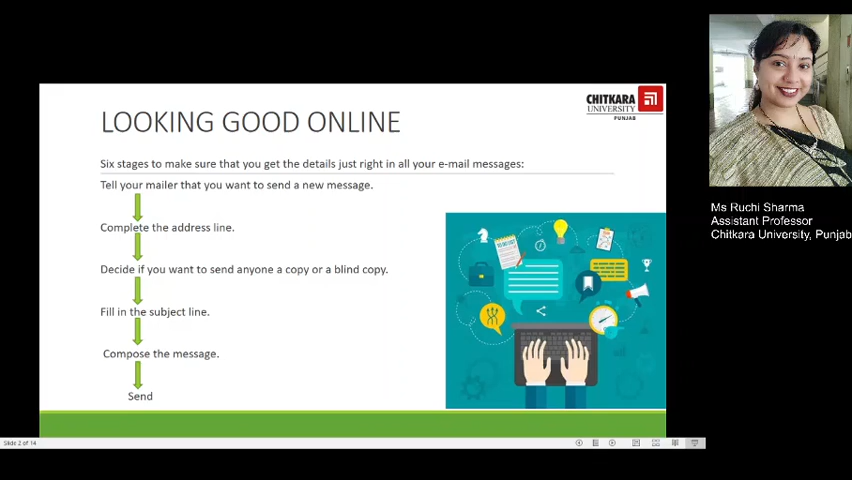 LOOKING GOOD ONLINE
CHITKARA
UNIVERSITY
PUNJAB
Six stages to make sure that you get the details just right in all your e-mail messages:
Tell your mailer that you want to send a new message.
Complete the address line.
Decide if you want to send anyone a copy or a blind copy.
Fill in the subject line.
Compose the message.
Send
TO DO LIST
Slide 2 of 14
Ms Ruchi Sharma
Assistant Professor
Chitkara University, Punjab